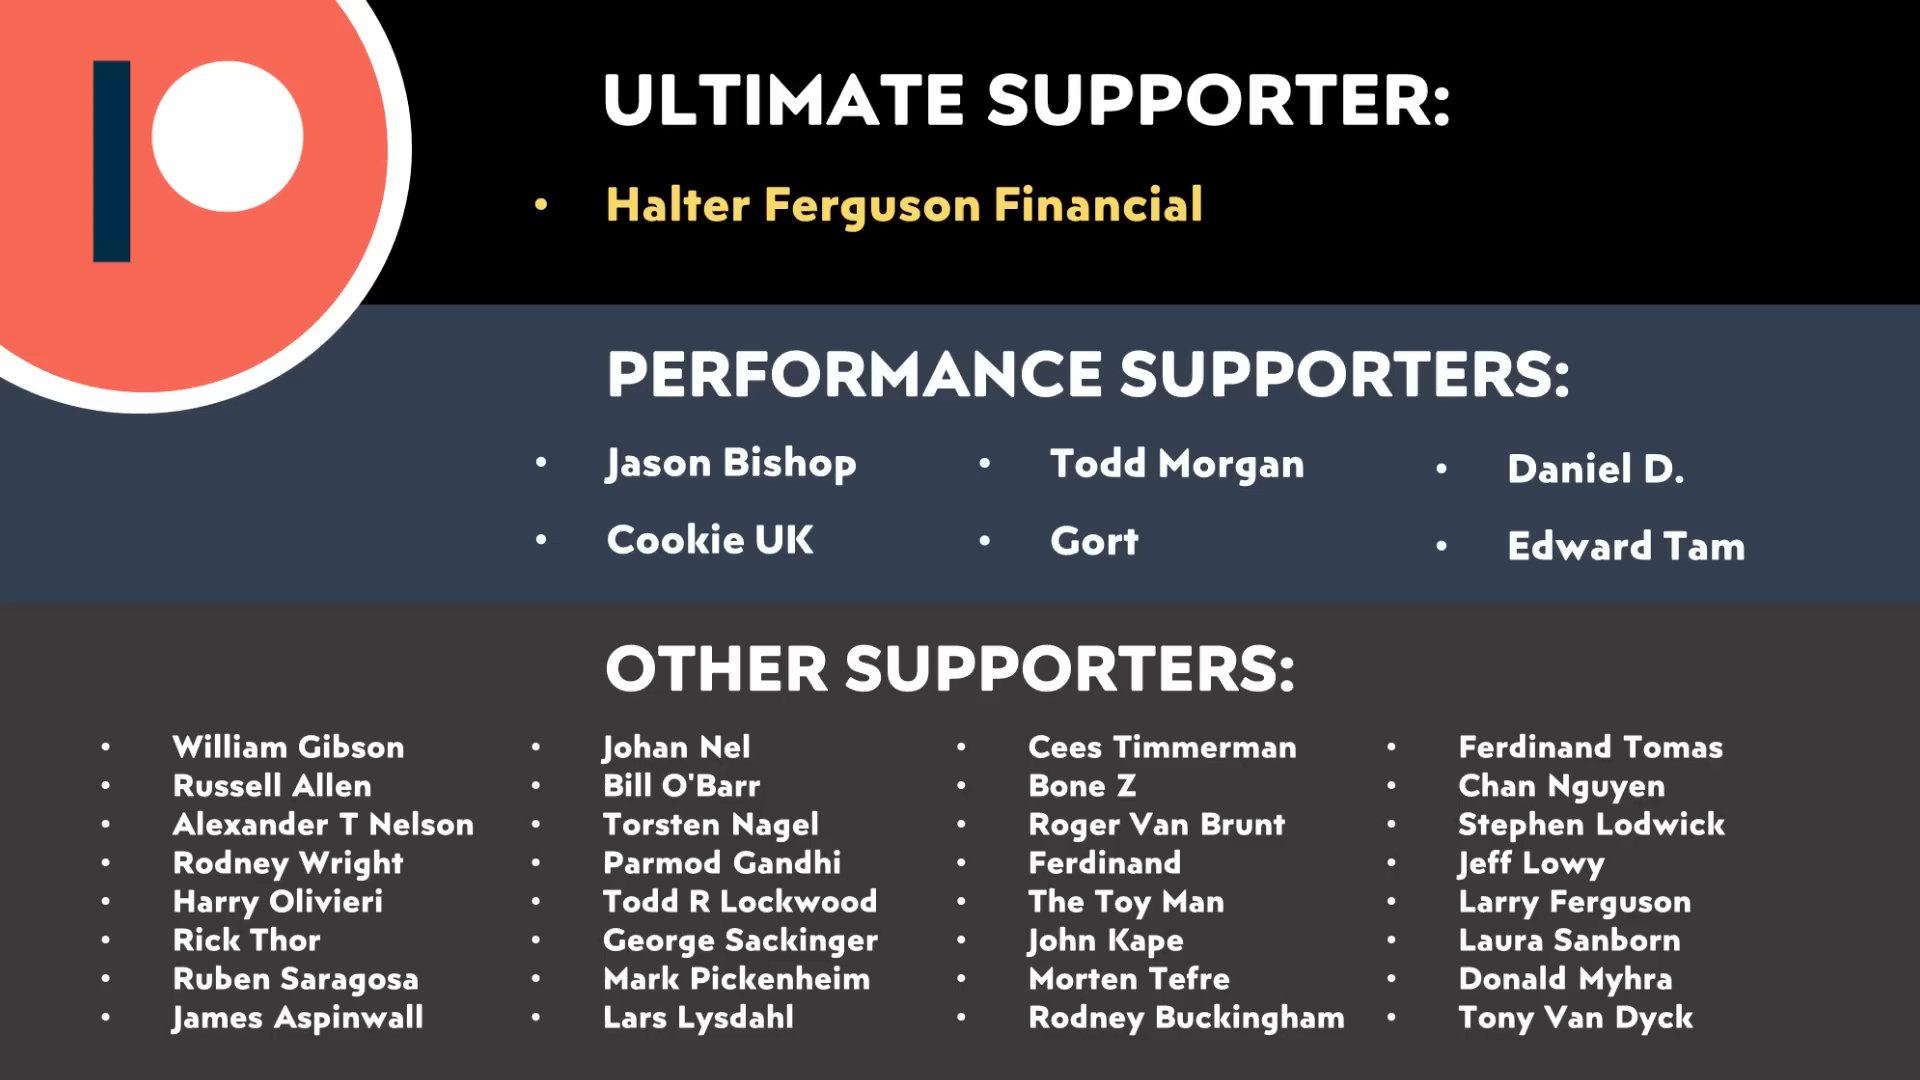 ULTIMATE SUPPORTER:
• Halter Ferguson Financial
PERFORMANCE SUPPORTERS:
• Jason Bishop
• Cookie UK
• Todd Morgan
• Gort
• Daniel D.
• Edward Tam
OTHER SUPPORTERS:
• William Gibson
• Russell Allen
• Alexander T Nelson
• Rodney Wright
• Harry Olivieri
• Rick Thor
• Ruben Saragosa
• James Aspinwall
• Johan Nel
• Bill O'Barr
• Torsten Nagel
• Parmod Gandhi
• Todd R Lockwood
• George Sackinger
• Mark Pickenheim
• Lars Lysdahl
• Cees Timmerman
• Bone Z
• Roger Van Brunt
• Ferdinand
• The Toy Man
• John Kape
• Morten Tefre
• Rodney Buckingham
• Ferdinand Tomas
• Chan Nguyen
• Stephen Lodwick
• Jeff Lowy
• Larry Ferguson
• Laura Sanborn
• Donald Myhra
• Tony Van Dyck